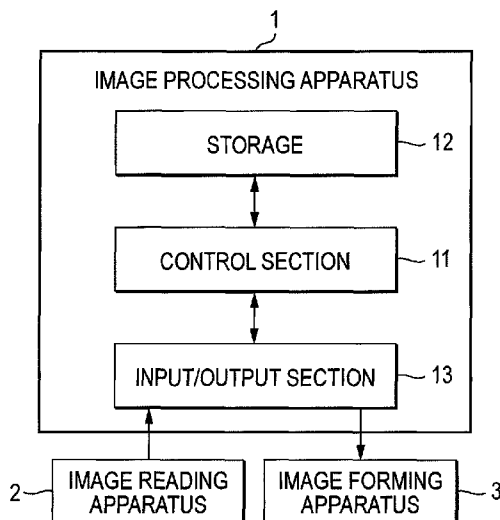 1
IMAGE PROCESSING APPARATUS
STORAGE
12
CONTROL SECTION
11
INPUT/OUTPUT SECTION
13
2
IMAGE READING
APPARATUS
IMAGE FORMING
APPARATUS
3